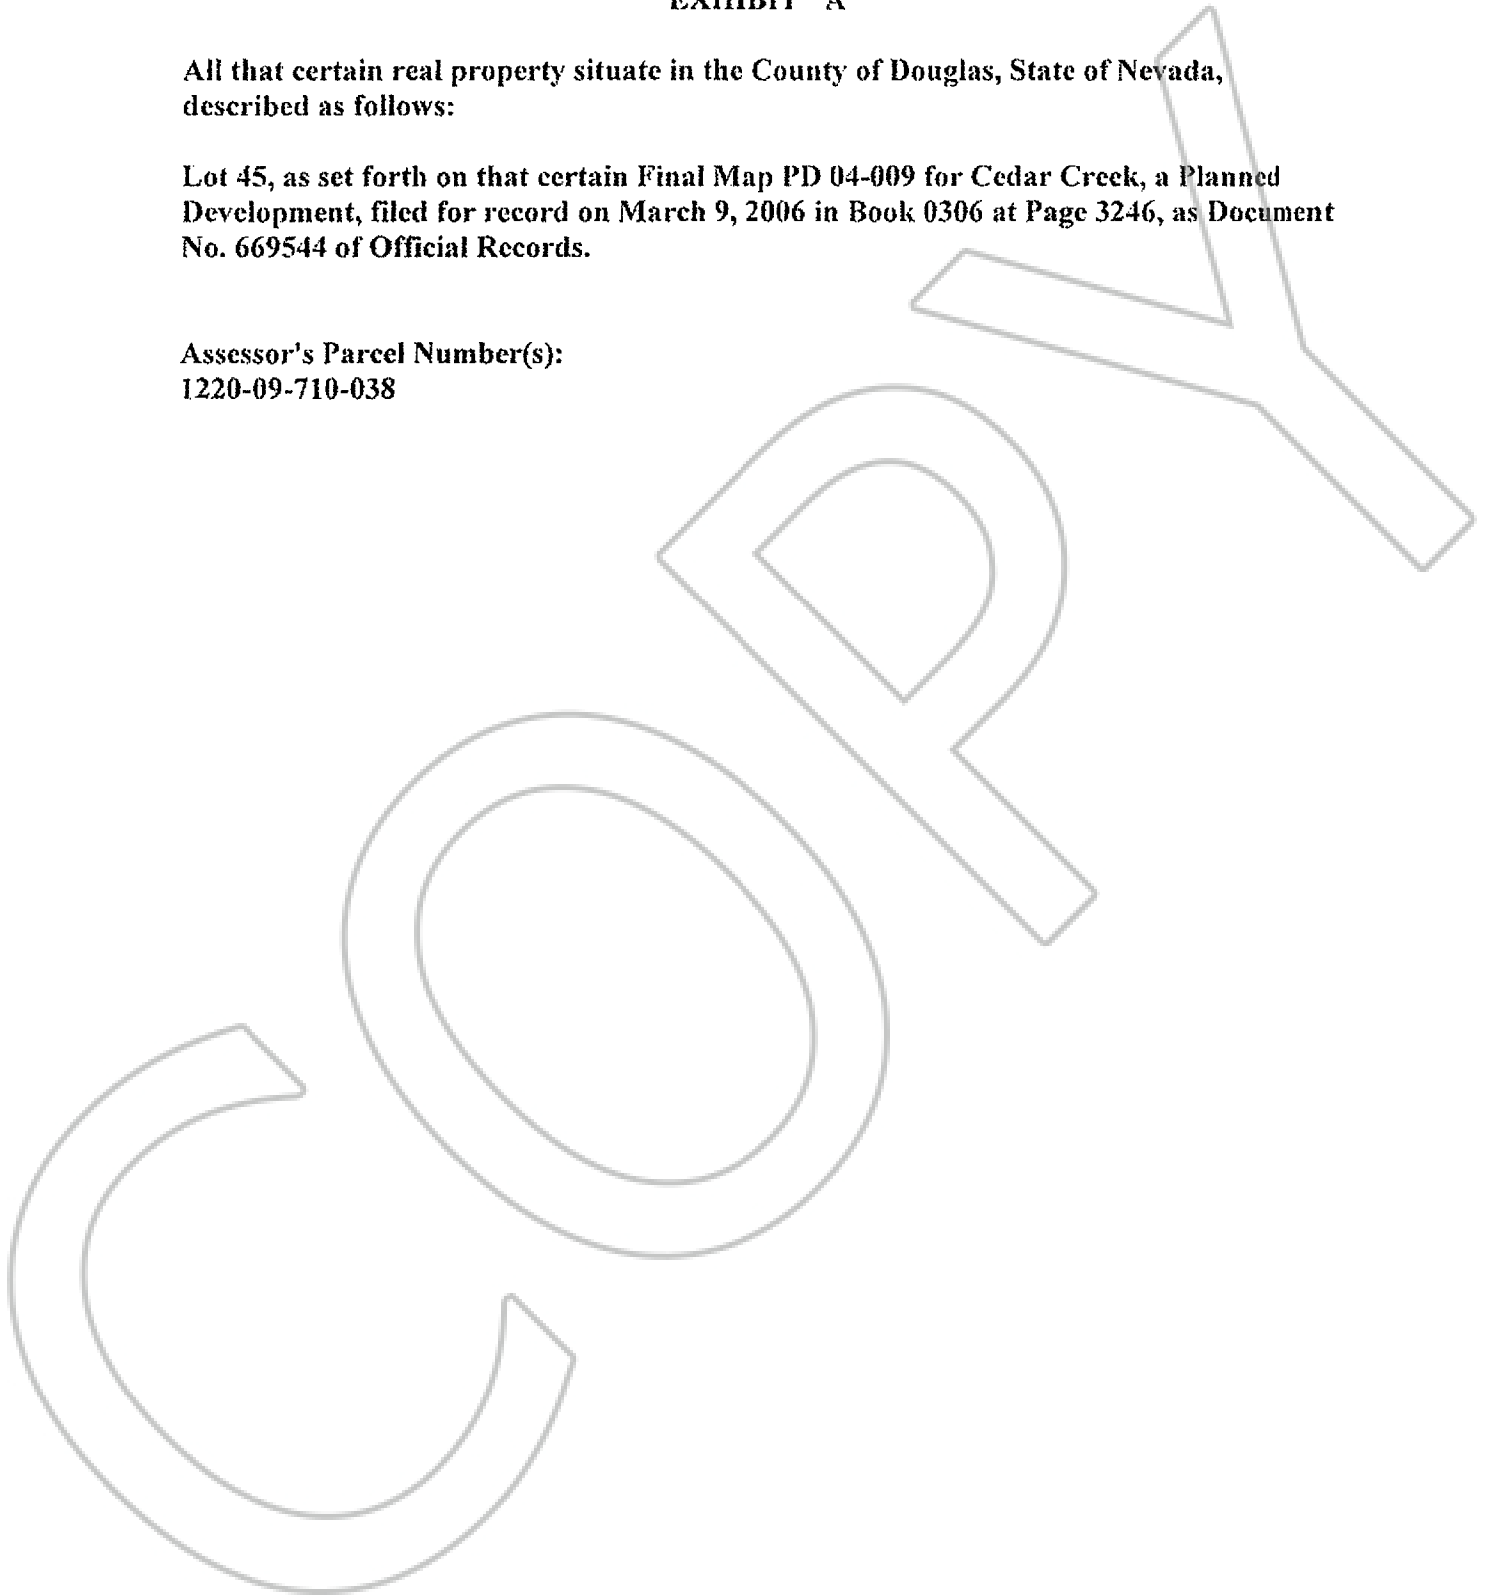 EXHIBIT A
All that certain real property situate in the County of Douglas, State of Nevada,
described as follows:
Lot 45, as set forth on that certain Final Map PD 04-009 for Cedar Creek, a Planned
Development, filed for record on March 9, 2006 in Book 0306 at Page 3246, as Document
No. 669544 of Official Records.
Assessor's Parcel Number(s):
1220-09-710-038
COPY